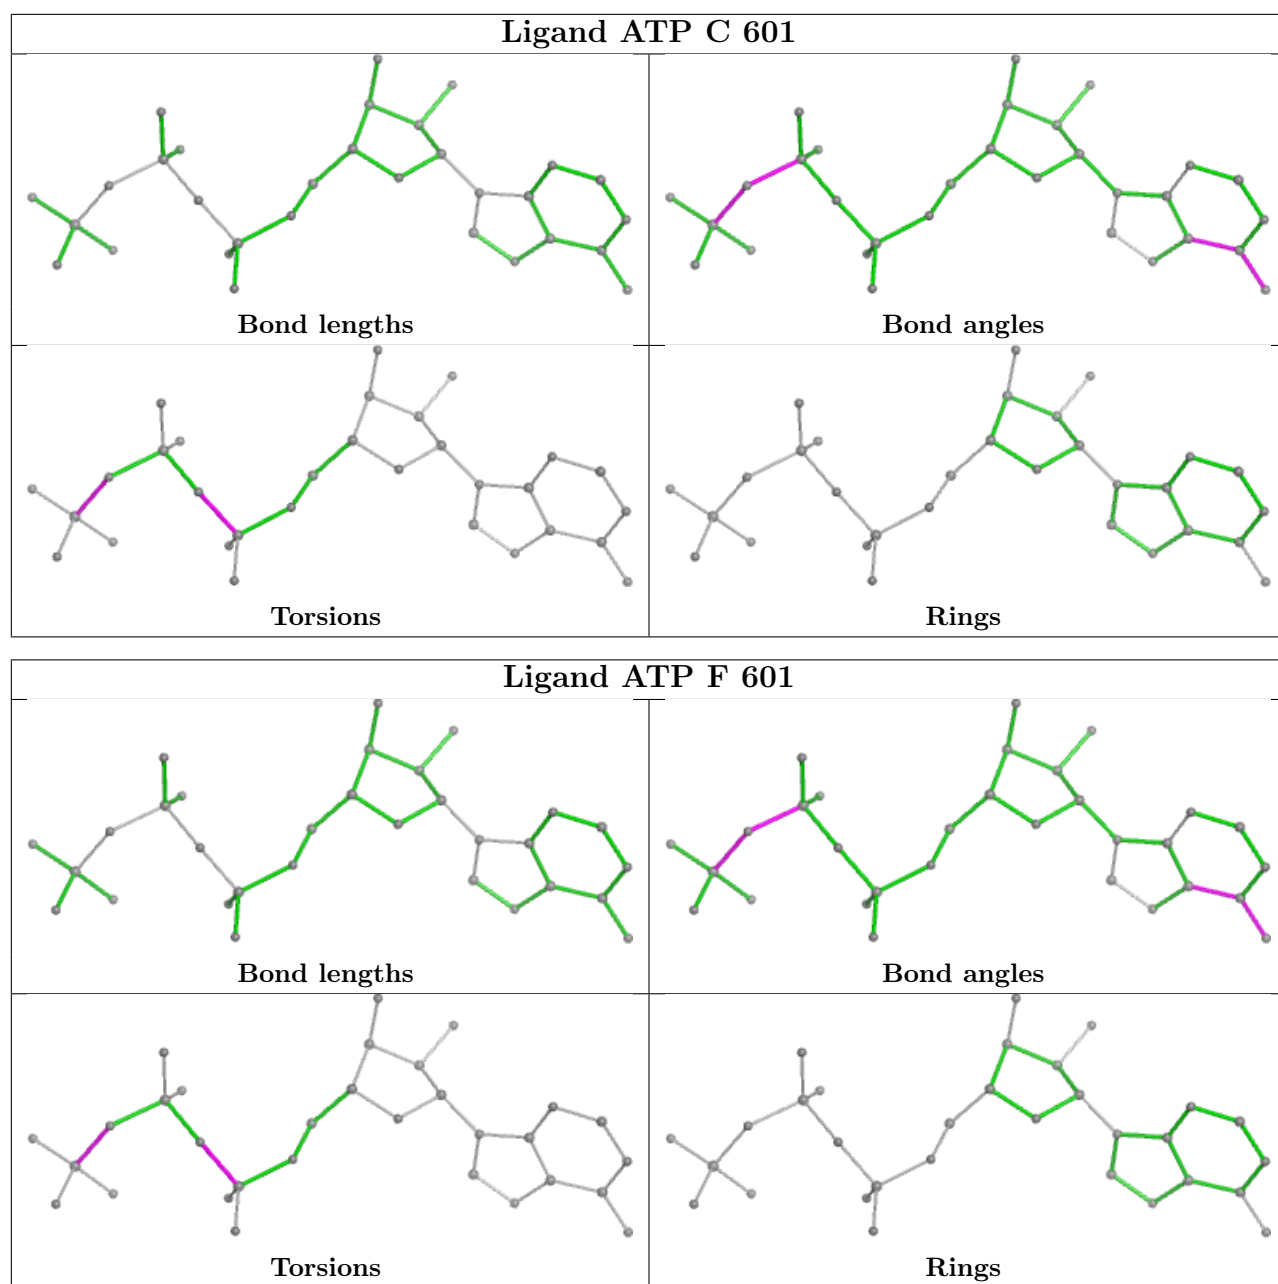 Ligand ATP C 601
Bond lengths
Bond angles
Torsions
Rings
Ligand ATP F 601
Bond lengths
Bond angles
Torsions
Rings